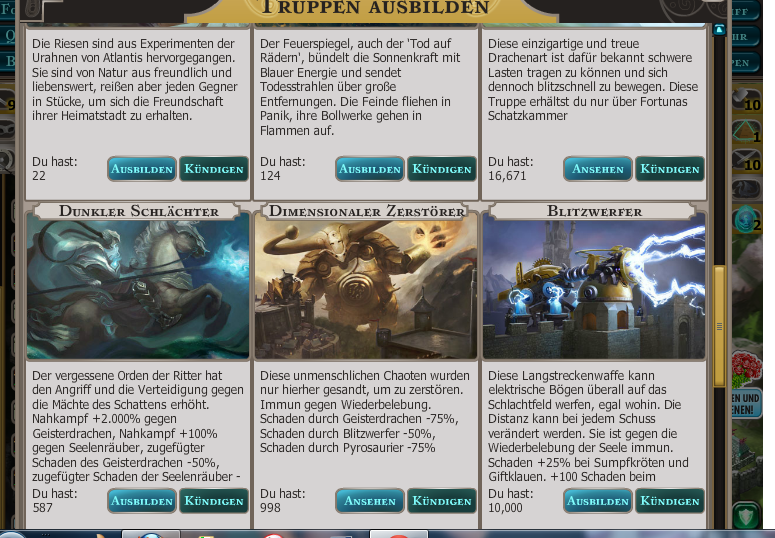 Truppen ausbilden
Die Riesen sind aus Experimenten der
Urahnen von Atlantis hervorgegangen.
Sie sind von Natur aus freundlich und
liebenswert, reißen aber jeden Gegner
in Stücke, um sich die Freundschaft
ihrer Heimatstadt zu erhalten.
Du hast:
22
Ausbilden
Kündigen
Der Feuerspiegel, auch der 'Tod auf
Rädern', bündelt die Sonnenkraft mit
Blauer Energie und sendet
Todesstrahlen über große
Entfernungen. Die Feinde fliehen in
Panik, ihre Bollwerke gehen in
Flammen auf.
Du hast:
124
Ausbilden
Kündigen
Diese einzigartige und treue
Drachenart ist dafür bekannt schwere
Lasten tragen zu können und sich
dennoch blitzschnell zu bewegen. Diese
Truppe erhältst du nur über Fortunas
Schatzkammer
Du hast:
16,671
Ansehen
Kündigen
Dunkler Schlächter
Der vergessene Orden der Ritter hat
den Angriff und die Verteidigung gegen
die Mächte des Schattens erhöht.
Nahkampf +2.000% gegen
Geisterdrachen, Nahkampf +100%
gegen Seelenräuber, zugefügter
Schaden des Geisterdrachen -50%,
zugefügter Schaden der Seelenräuber -
Du hast:
587
Ausbilden
Kündigen
Dimensionaler Zerstörer
Diese unmenschlichen Chaoten wurden
nur hierher gesandt, um zu zerstören.
Immun gegen Wiederbelebung.
Schaden durch Geisterdrachen -75%,
Schaden durch Blitzwerfer -50%,
Schaden durch Pyrosaurier -75%
Du hast:
998
Ansehen
Kündigen
Blitzwerfer
Diese Langstreckenwaffe kann
elektrische Bögen überall auf das
Schlachtfeld werfen, egal wohin. Die
Distanz kann bei jedem Schuss
verändert werden. Sie ist gegen die
Wiederbelebung der Seele immun.
Schaden +25% bei Sumpfkröten und
Giftklauen. +100 Schaden beim
Du hast:
10,000
Ausbilden
Kündigen
10
1
10
2